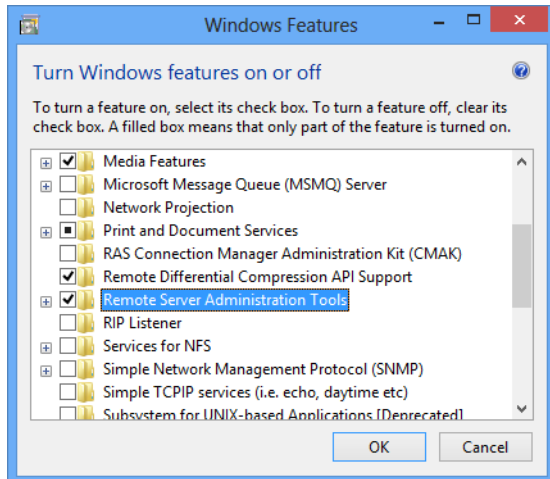 Windows Features
Turn Windows features on or off
To turn a feature on, select its check box. To turn a feature off, clear its
check box. A filled box means that only part of the feature is turned on.
Media Features
Microsoft Message Queue (MSMQ) Server
Network Projection
Print and Document Services
RAS Connection Manager Administration Kit (CMAK)
Remote Differential Compression API Support
Remote Server Administration Tools
RIP Listener
Services for NFS
Simple Network Management Protocol (SNMP)
Simple TCPIP services (i.e. echo, daytime etc)
Subsystem for UNIX-based Applications [Deprecated]
OK Cancel